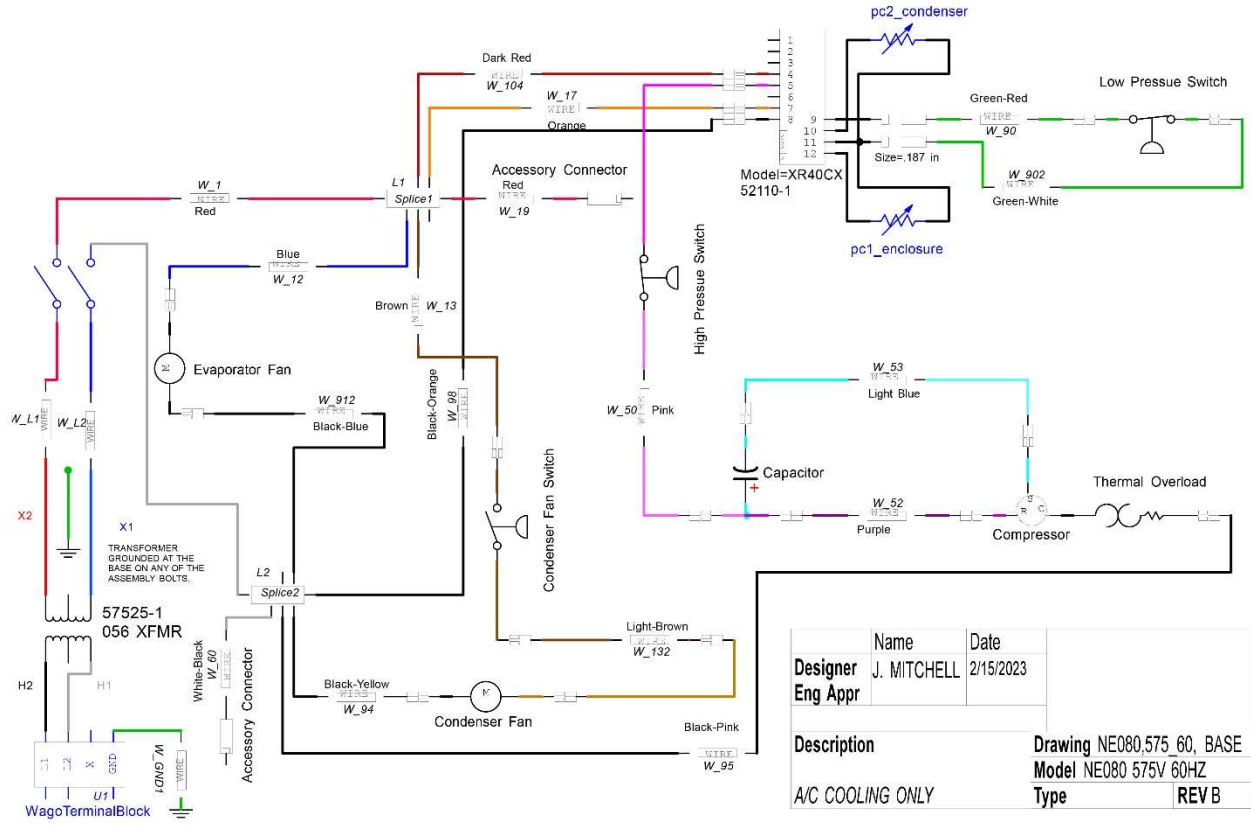 pc2_condenser
1
2
3
4
5
6
7
8
9
10
11
12
Dark Red
WIRE
W_104
W_17
WIRE
Orange
Low Pressue Switch
Green-Red
WIRE
W_90
Size=.187 in
W_902
WIRE
Green-White
Model=XR40CX
52110-1
pc1_enclosure
Accessory Connector
Red
WIRE
W_19
L1
Splice1
W_1
WIRE
Red
Blue
WIRE
W_12
Brown
WIRE
W_13
High Pressue Switch
M
Evaporator Fan
W_912
WIRE
Black-Blue
Black-Orange
WIRE
W_98
W_50
WIRE
Pink
W_53
WIRE
Light Blue
W_L1
WIRE
W_L2
WIRE
Capacitor
+
Condenser Fan Switch
W_52
WIRE
Purple
Thermal Overload
S
R
C
Compressor
X2
X1
TRANSFORMER
GROUNDED AT THE
BASE ON ANY OF THE
ASSEMBLY BOLTS.
L2
Splice2
57525-1
056 XFMR
H2
H1
White-Black
W_60
WIRE
Accessory Connector
Light-Brown
WIRE
W_132
Black-Yellow
WIRE
W_94
M
Condenser Fan
Black-Pink
WIRE
W_95
L1
L2
X
GND
U1
WagoTerminalBlock
W_GND1
WIRE
Name Date
Designer J. MITCHELL 2/15/2023
Eng Appr
Description
Drawing NE080,575_60, BASE
Model NE080 575V 60HZ
A/C COOLING ONLY
Type REV B